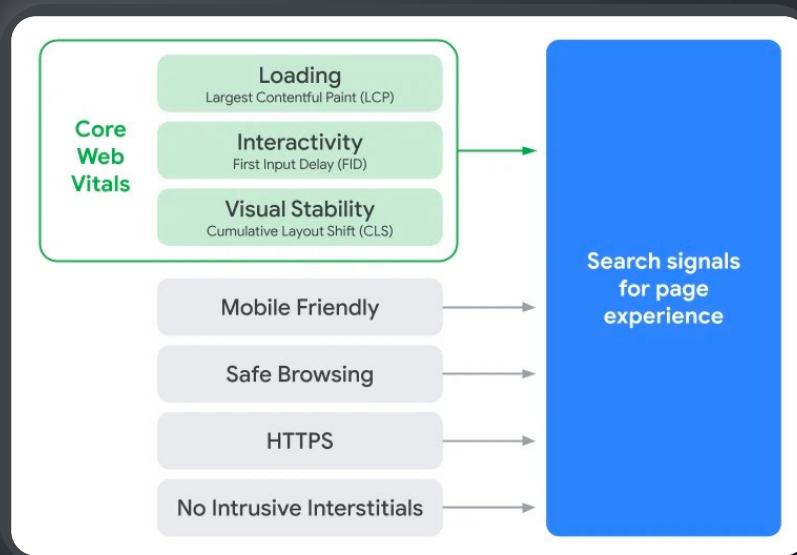 Core
Web
Vitals
Loading
Largest Contentful Paint (LCP)
Interactivity
First Input Delay (FID)
Visual Stability
Cumulative Layout Shift (CLS)
Mobile Friendly
Safe Browsing
HTTPS
No Intrusive Interstitials
Search signals
for page
experience